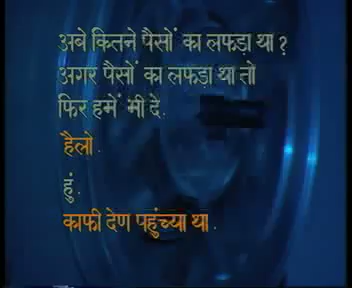 अबे कितने पैसों का लफड़ा था ?
अगर पैसों का लफड़ा था तो
फिर हमें भी दे.
हैलो.
हुं.
काफी देण पहुंच्या था.